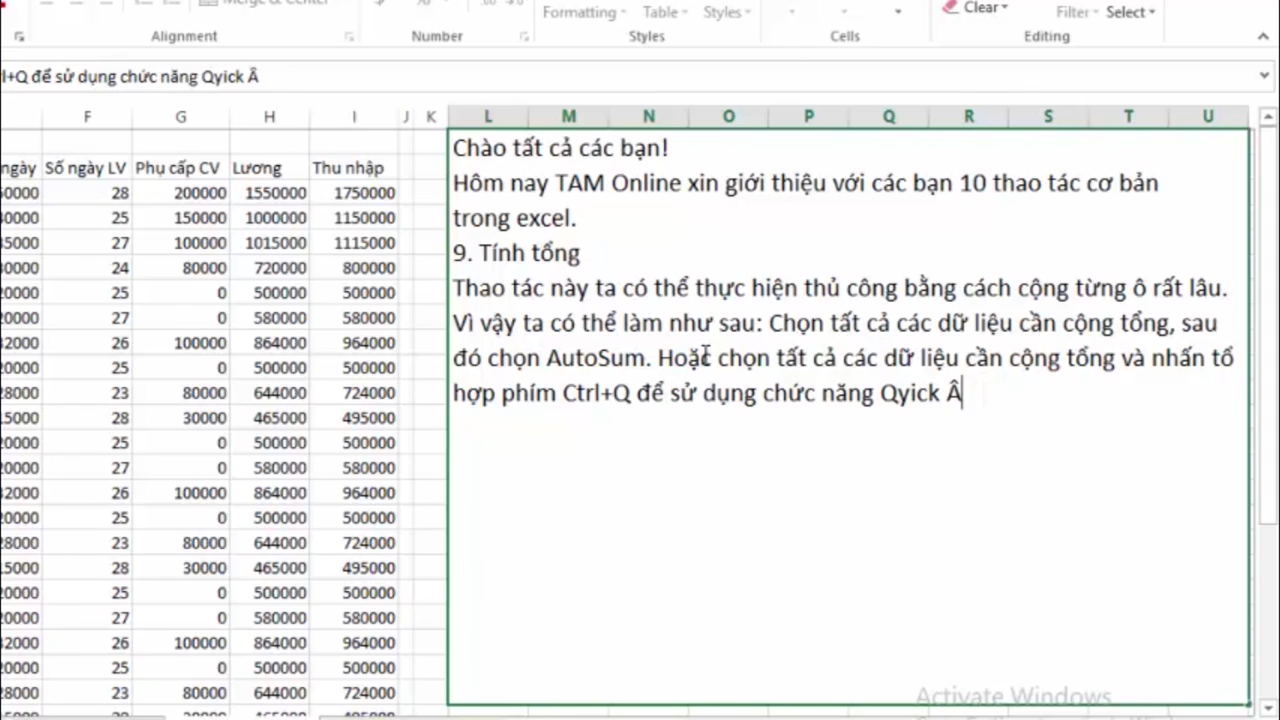 Merge & Center
Formatting Table Styles Clear Filter Select
Alignment Number Styles Cells Editing
l+Q để sử dụng chức năng Qyick Â
F G H I J K L M N O P Q R S T U
ngày Số ngày LV Phụ cấp CV Lương Thu nhập
28 200000 1550000 1750000
25 150000 1000000 1150000
27 100000 1015000 1115000
24 80000 720000 800000
25 0 500000 500000
27 0 580000 580000
26 100000 864000 964000
25 0 500000 500000
23 80000 644000 724000
28 30000 465000 495000
25 0 500000 500000
27 0 580000 580000
26 100000 864000 964000
25 0 500000 500000
23 80000 644000 724000
28 30000 465000 495000
25 0 500000 500000
27 0 580000 580000
26 100000 864000 964000
25 0 500000 500000
23 80000 644000 724000
Chào tất cả các bạn!
Hôm nay TAM Online xin giới thiệu với các bạn 10 thao tác cơ bản
trong excel.
9. Tính tổng
Thao tác này ta có thể thực hiện thủ công bằng cách cộng từng ô rất lâu.
Vì vậy ta có thể làm như sau: Chọn tất cả các dữ liệu cần cộng tổng, sau
đó chọn AutoSum. Hoặc chọn tất cả các dữ liệu cần cộng tổng và nhấn tổ
hợp phím Ctrl+Q để sử dụng chức năng Qyick Â
Activate Windows